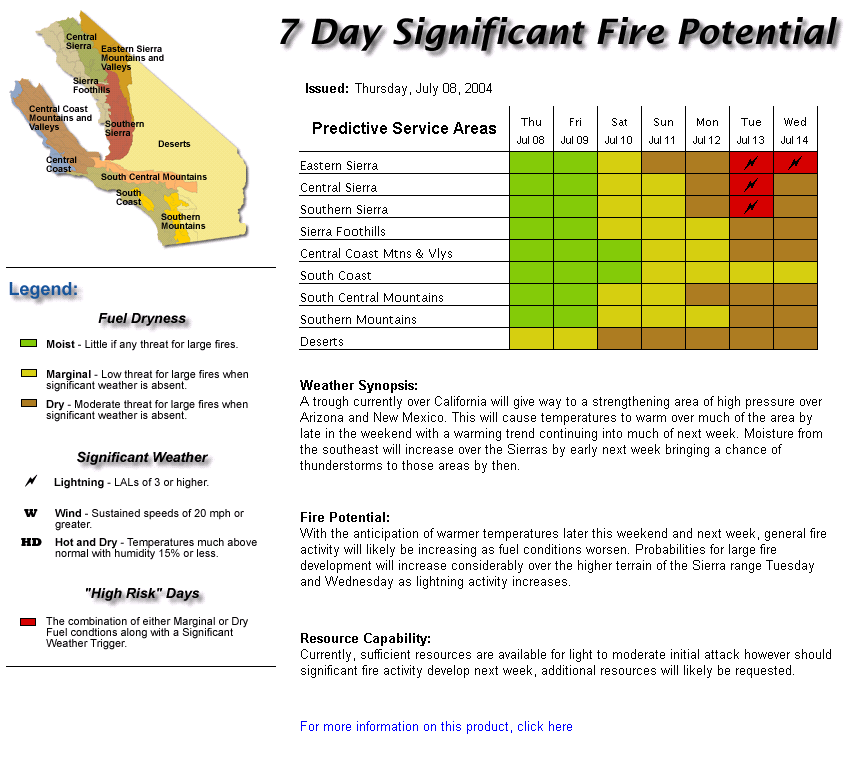 7 Day Significant Fire Potential
Central
Sierra
Eastern Sierra
Mountains and
Valleys
Sierra
Foothills
Central Coast
Mountains and
Valleys
Southern
Sierra
Deserts
Central
Coast
South Central Mountains
South
Coast
Southern
Mountains
Legend:
Fuel Dryness
Moist - Little if any threat for large fires.
Marginal - Low threat for large fires when
significant weather is absent.
Dry - Moderate threat for large fires when
significant weather is absent.
Significant Weather
Lightning - LALs of 3 or higher.
W Wind - Sustained speeds of 20 mph or
greater.
HD Hot and Dry - Temperatures much above
normal with humidity 15% or less.
"High Risk" Days
The combination of either Marginal or Dry
Fuel condtions along with a Significant
Weather Trigger.
Issued: Thursday, July 08, 2004
Predictive Service Areas
Thu Fri Sat Sun Mon Tue Wed
Jul 08 Jul 09 Jul 10 Jul 11 Jul 12 Jul 13 Jul 14
Eastern Sierra
Central Sierra
Southern Sierra
Sierra Foothills
Central Coast Mtns & Vlys
South Coast
South Central Mountains
Southern Mountains
Deserts
Weather Synopsis:
A trough currently over California will give way to a strengthening area of high pressure over
Arizona and New Mexico. This will cause temperatures to warm over much of the area by
late in the weekend with a warming trend continuing into much of next week. Moisture from
the southeast will increase over the Sierras by early next week bringing a chance of
thunderstorms to those areas by then.
Fire Potential:
With the anticipation of warmer temperatures later this weekend and next week, general fire
activity will likely be increasing as fuel conditions worsen. Probabilities for large fire
development will increase considerably over the higher terrain of the Sierra range Tuesday
and Wednesday as lightning activity increases.
Resource Capability:
Currently, sufficient resources are available for light to moderate initial attack however should
significant fire activity develop next week, additional resources will likely be requested.
For more information on this product, click here